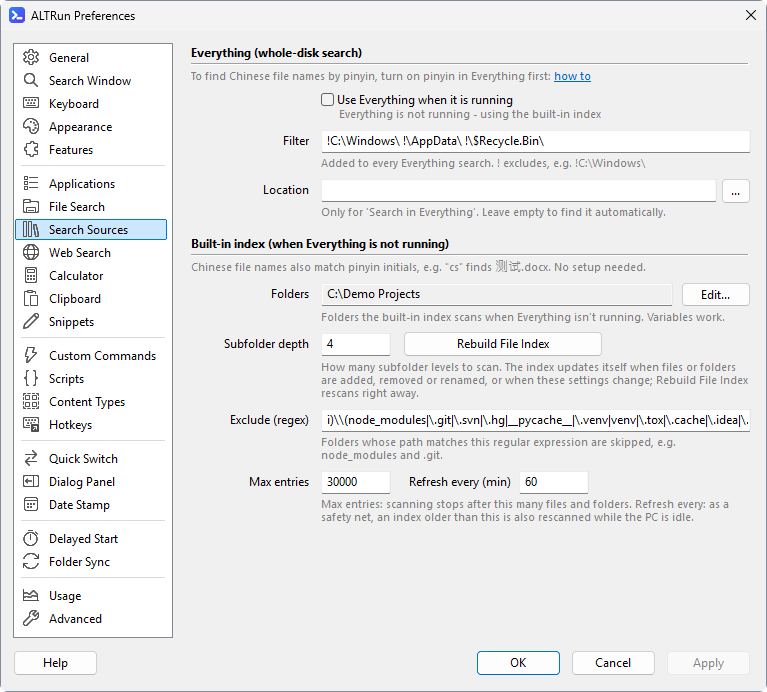 ALTRun Preferences
General
Search Window
Keyboard
Appearance
Features
Applications
File Search
Search Sources
Web Search
Calculator
Clipboard
Snippets
Custom Commands
Scripts
Content Types
Hotkeys
Quick Switch
Dialog Panel
Date Stamp
Delayed Start
Folder Sync
Usage
Advanced
Everything (whole-disk search)
To find Chinese file names by pinyin, turn on pinyin in Everything first: how to
Use Everything when it is running
Everything is not running - using the built-in index
Filter !C:\Windows\ !\AppData\ !\$Recycle.Bin\
Added to every Everything search. ! excludes, e.g. !C:\Windows\
Location ...
Only for 'Search in Everything'. Leave empty to find it automatically.
Built-in index (when Everything is not running)
Chinese file names also match pinyin initials, e.g. "cs" finds 测试.docx. No setup needed.
Folders C:\Demo Projects Edit...
Folders the built-in index scans when Everything isn't running. Variables work.
Subfolder depth 4 Rebuild File Index
How many subfolder levels to scan. The index updates itself when files or folders
are added, removed or renamed, or when these settings change; Rebuild File Index
rescans right away.
Exclude (regex) i)\\(node_modules|\.git|\.svn|\.hg|__pycache__|\.venv|venv|\.tox|\.cache|\.idea|\.
Folders whose path matches this regular expression are skipped, e.g.
node_modules and .git.
Max entries 30000 Refresh every (min) 60
Max entries: scanning stops after this many files and folders. Refresh every: as a
safety net, an index older than this is also rescanned while the PC is idle.
Help OK Cancel Apply